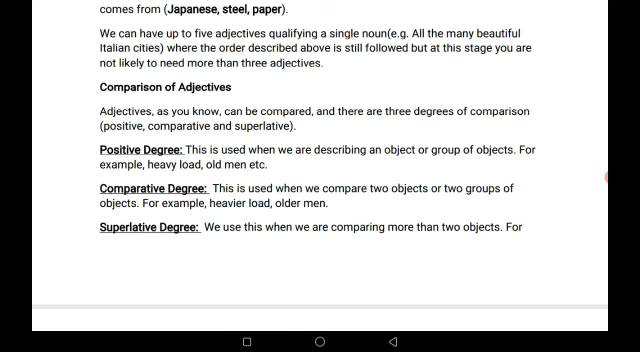 comes from (Japanese, steel, paper).
We can have up to five adjectives qualifying a single noun(e.g. All the many beautiful
Italian cities) where the order described above is still followed but at this stage you are
not likely to need more than three adjectives.
Comparison of Adjectives
Adjectives, as you know, can be compared, and there are three degrees of comparison
(positive, comparative and superlative).
Positive Degree: This is used when we are describing an object or group of objects. For
example, heavy load, old men etc.
Comparative Degree: This is used when we compare two objects or two groups of
objects. For example, heavier load, older men.
Superlative Degree: We use this when we are comparing more than two objects. For